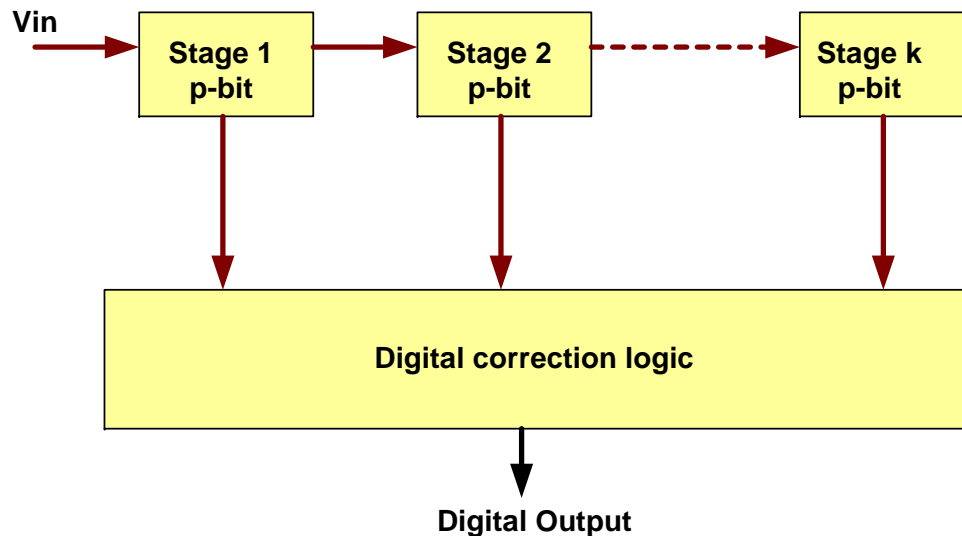 Vin
Stage 1
p-bit
Stage 2
p-bit
Stage k
p-bit
Digital correction logic
Digital Output